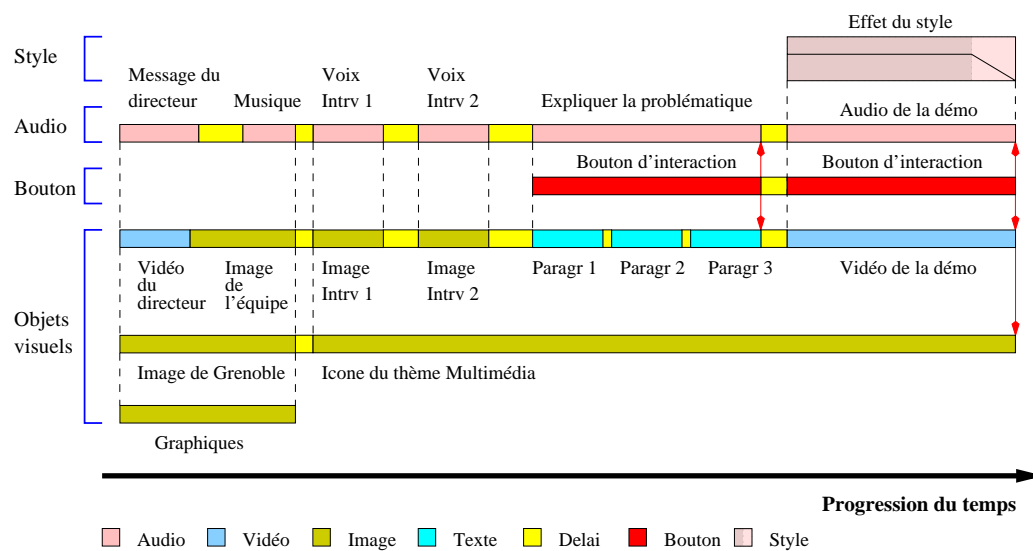 Effet du style
Style
Message du
directeur
Musique
Voix
Intrv 1
Voix
Intrv 2
Expliquer la problématique
Audio de la démo
Audio
Bouton d'interaction
Bouton d'interaction
Bouton
Vidéo
du
directeur
Image
de
l'équipe
Image
Intrv 1
Image
Intrv 2
Paragr 1
Paragr 2
Paragr 3
Vidéo de la démo
Objets
visuels
Image de Grenoble
Icone du thème Multimédia
Graphiques
Progression du temps
Audio
Vidéo
Image
Texte
Delai
Bouton
Style